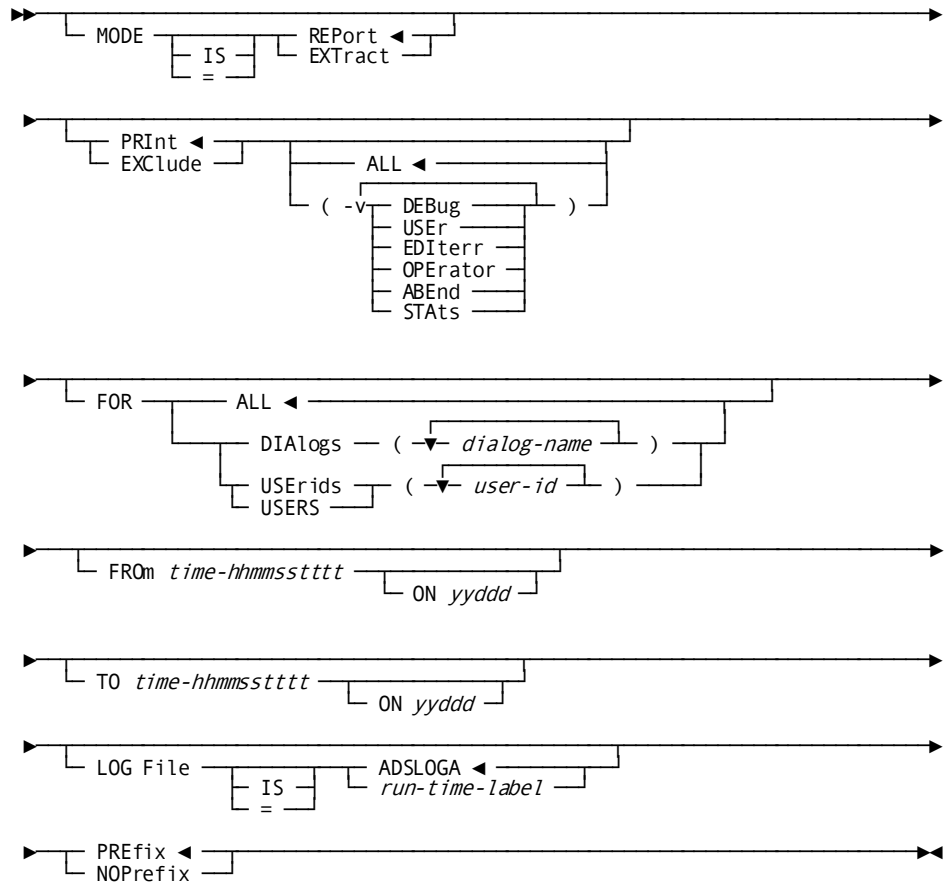 MODE REPort
IS EXTract
=
PRInt
EXClude ALL
( -v DEBug )
USEr
EDIterr
OPErator
ABEnd
STAts
FOR ALL
DIAlogs ( dialog-name )
USErids ( user-id )
USERS
FROm time-hhmmsstttt
ON yyddd
TO time-hhmmsstttt
ON yyddd
LOG File ADSLOGA
IS run-time-label
=
PREfix
NOPrefix